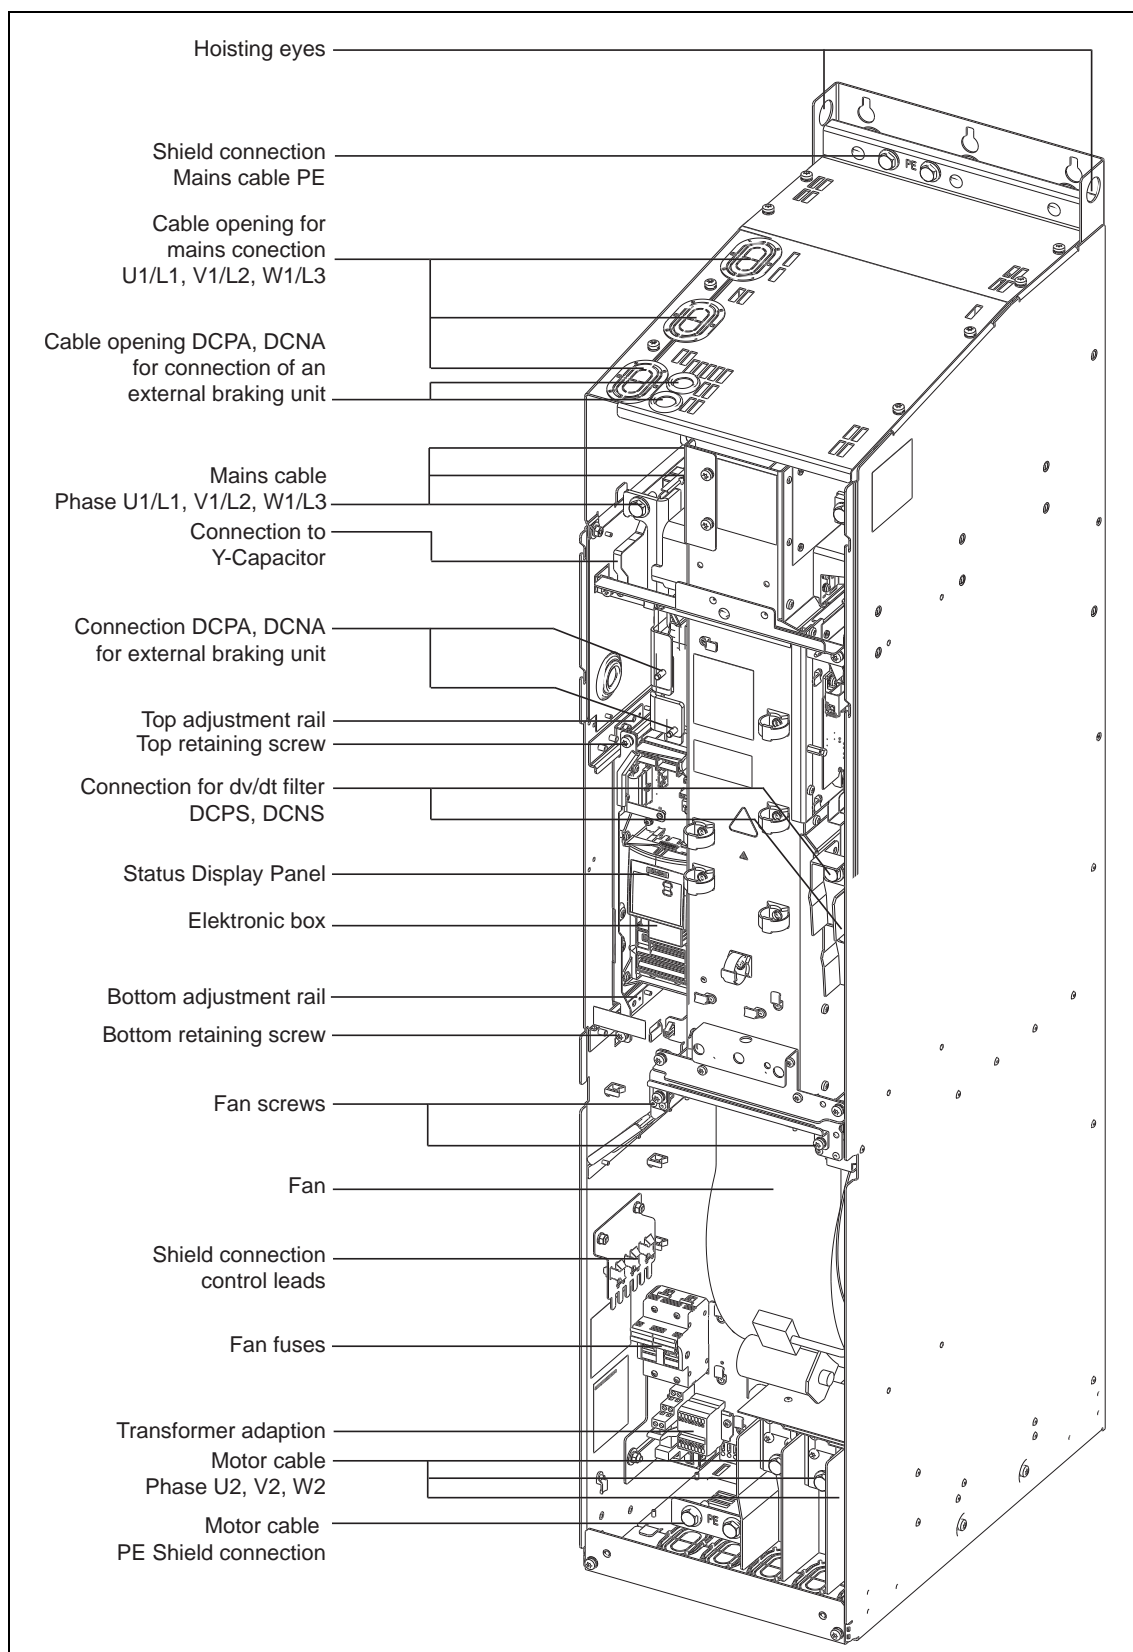 Hoisting eyes
Shield connection
Mains cable PE
PE
Cable opening for
mains conection
U1/L1, V1/L2, W1/L3
Cable opening DCPA, DCNA
for connection of an
external braking unit
Mains cable
Phase U1/L1, V1/L2, W1/L3
Connection to
Y-Capacitor
Connection DCPA, DCNA
for external braking unit
Top adjustment rail
Top retaining screw
Connection for dv/dt filter
DCPS, DCNS
Status Display Panel
Elektronic box
Bottom adjustment rail
Bottom retaining screw
Fan screws
Fan
Shield connection
control leads
Fan fuses
Transformer adaption
Motor cable
Phase U2, V2, W2
Motor cable
PE Shield connection
PE